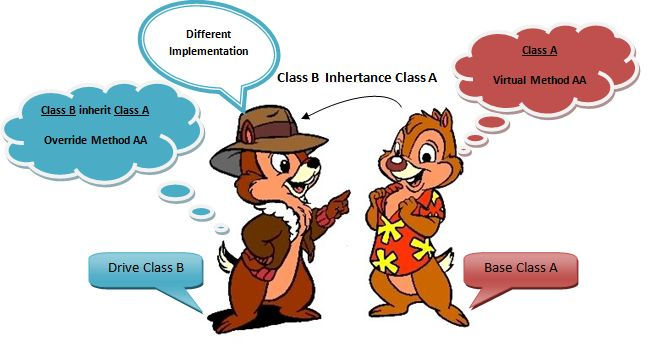 Different
Implementation
Class A
Virtual Method AA
Class B Inhertance Class A
Class B inherit Class A
Override Method AA
Drive Class B
Base Class A